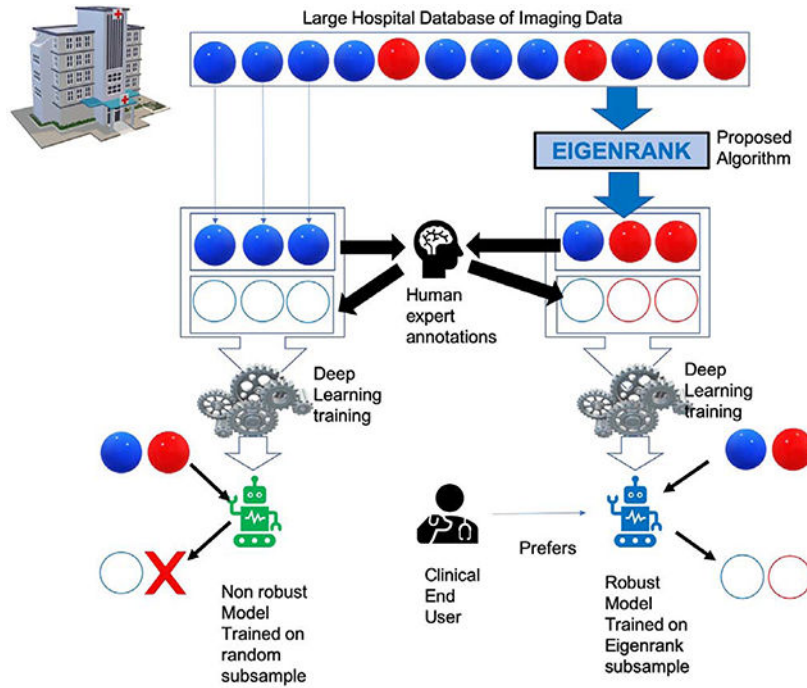 Large Hospital Database of Imaging Data
EIGENRANK
Proposed
Algorithm
Human
expert
annotations
Deep
Learning
training
Deep
Learning
training
Prefers
Clinical
End
User
Non robust
Model
Trained on
random
subsample
Robust
Model
Trained on
Eigenrank
subsample